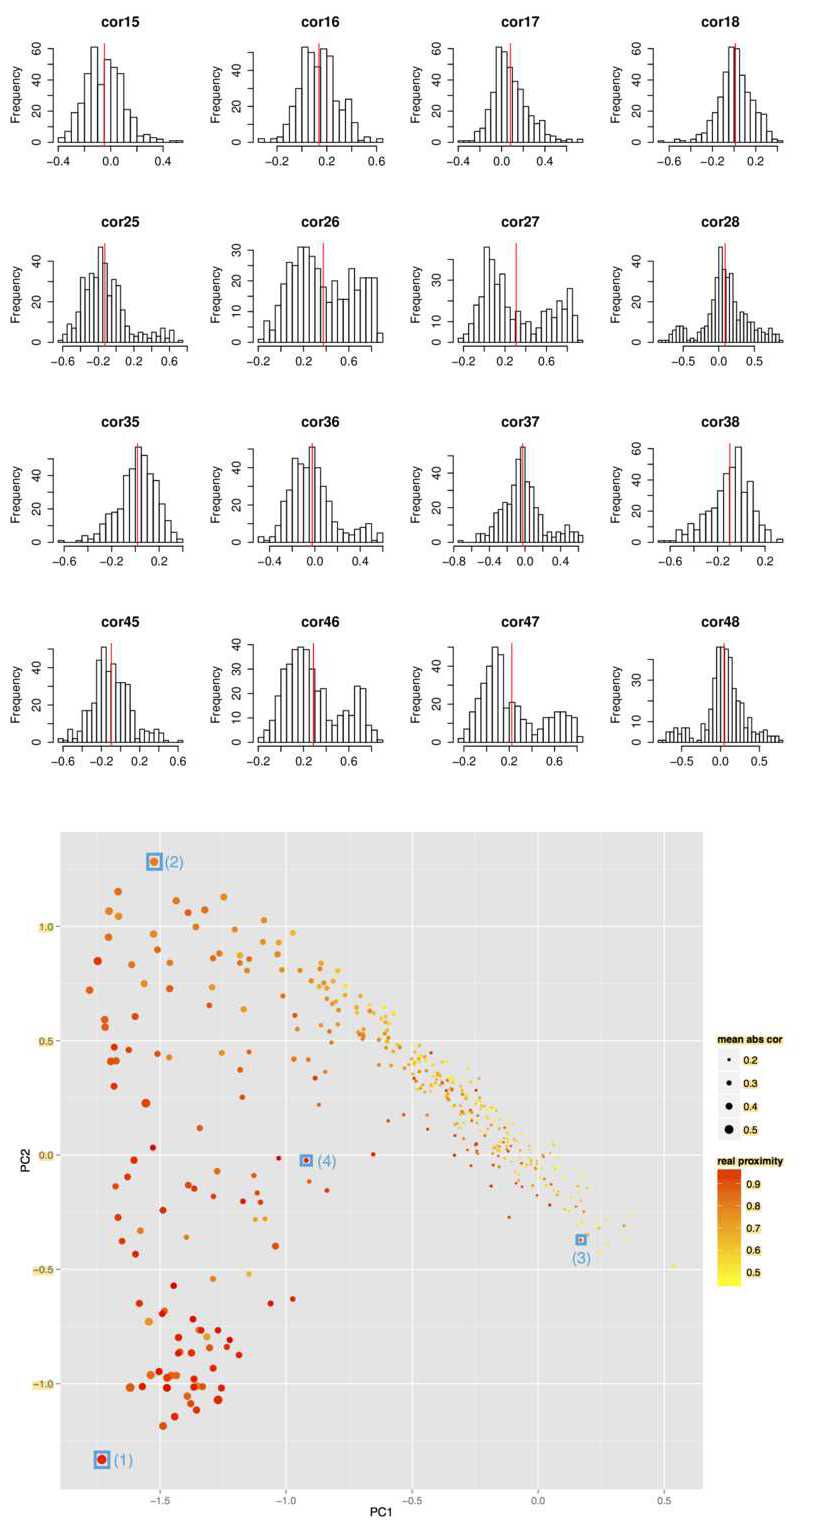 cor15 cor16 cor17 cor18
Frequency Frequency Frequency Frequency
0 20 40 60 0 20 40 0 20 40 60 0 20 40 60
−0.4 0.0 0.4 −0.2 0.2 0.6 −0.4 0.0 0.4 −0.6 −0.2 0.2
cor25 cor26 cor27 cor28
Frequency Frequency Frequency Frequency
0 20 40 0 10 20 30 0 10 30 0 20 40
−0.6 −0.2 0.2 0.6 −0.2 0.2 0.6 −0.2 0.2 0.6 −0.5 0.0 0.5
cor35 cor36 cor37 cor38
Frequency Frequency Frequency Frequency
0 20 40 0 20 40 0 20 40 0 20 40 60
−0.6 −0.2 0.2 −0.4 0.0 0.4 −0.8 −0.4 0.0 0.4 −0.6 −0.2 0.2
cor45 cor46 cor47 cor48
Frequency Frequency Frequency Frequency
0 20 40 0 10 20 30 40 0 20 40 0 10 30
−0.6 −0.2 0.2 0.6 −0.2 0.2 0.6 −0.2 0.2 0.6 −0.5 0.0 0.5
(2)
1.0
0.5
mean abs cor
0.2
0.3
0.4
0.5
0.0
PC2
(4)
real proximity
0.9
0.8
0.7
0.6
0.5
(3)
−0.5
−1.0
(1)
−1.5 −1.0 −0.5 0.0 0.5
PC1